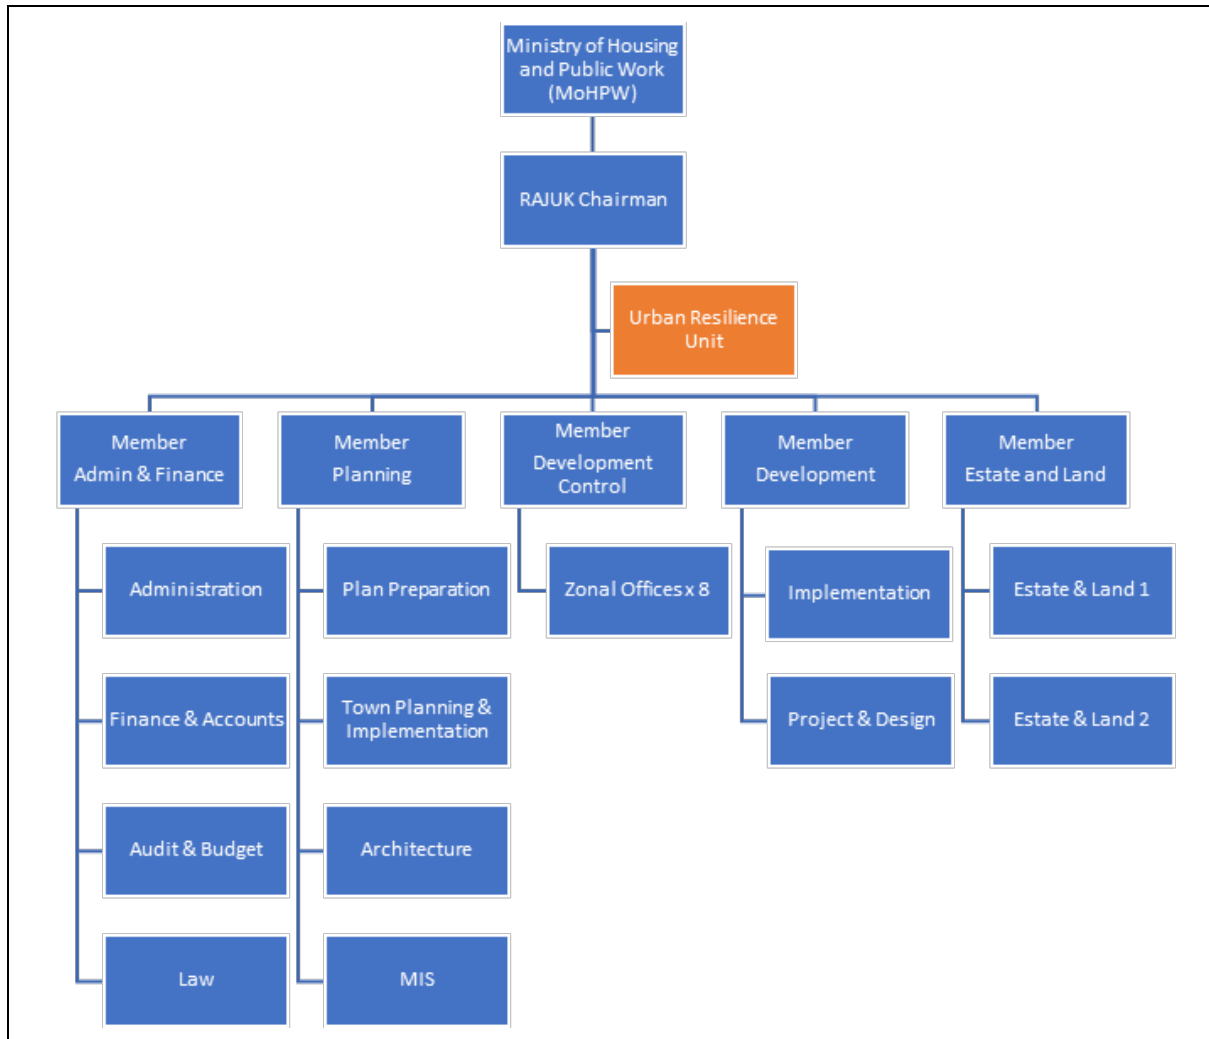 Ministry of Housing
and Public Work
(MoHPW)
RAJUK Chairman
Urban Resilience
Unit
Member
Admin & Finance
Member
Planning
Member
Development
Control
Member
Development
Member
Estate and Land
Administration
Plan Preparation
Zonal Offices x 8
Implementation
Estate & Land 1
Finance & Accounts
Town Planning &
Implementation
Project & Design
Estate & Land 2
Audit & Budget
Architecture
Law
MIS